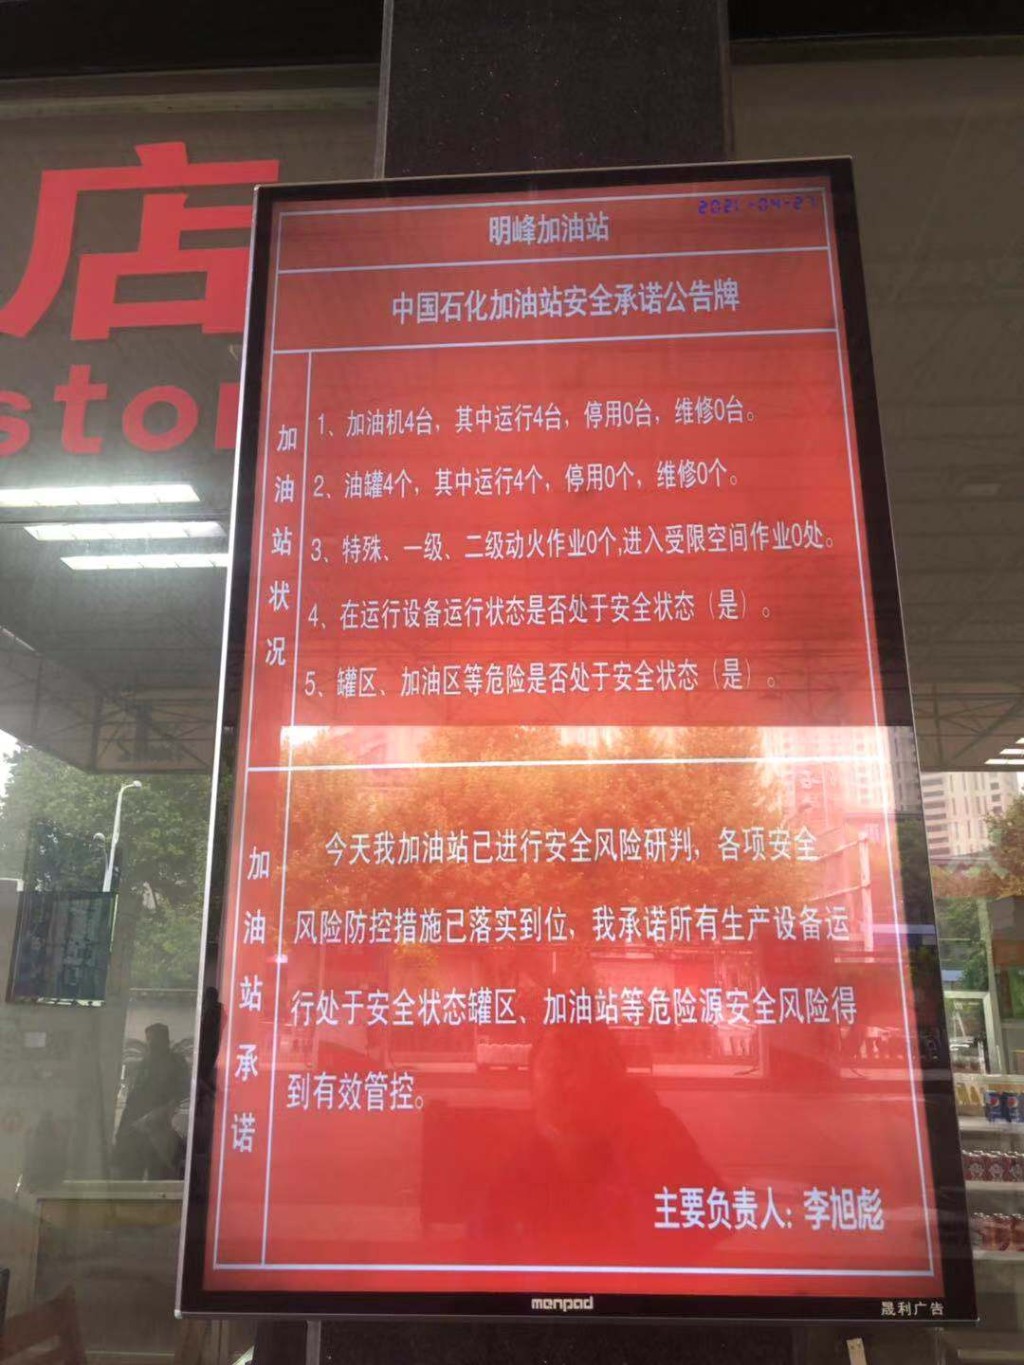 店
stor
2021-04-27
明峰加油站
中国石化加油站安全承诺公告牌
加油站状况
1、加油机4台，其中运行4台，停用0台，维修0台。
2、油罐4个，其中运行4个，停用0个，维修0个。
3、特殊、一级、二级动火作业0个,进入受限空间作业0处。
4、在运行设备运行状态是否处于安全状态（是）。
5、罐区、加油区等危险是否处于安全状态（是）。
加油站承诺
今天我加油站已进行安全风险研判，各项安全
风险防控措施已落实到位，我承诺所有生产设备运
行处于安全状态罐区、加油站等危险源安全风险得
到有效管控。
主要负责人：李旭彪
menpad
晟利广告